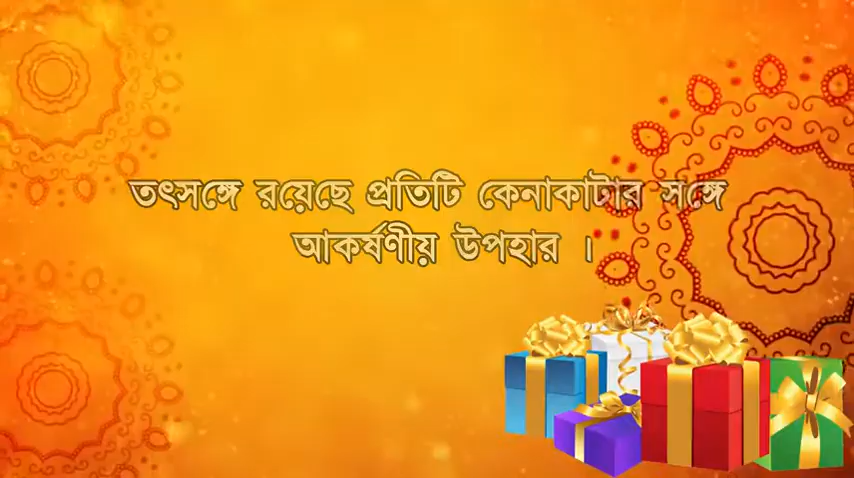 তৎসঙ্গে রয়েছে প্রতিটি কেনাকাটার সঙ্গে
আকর্ষণীয় উপহার ।